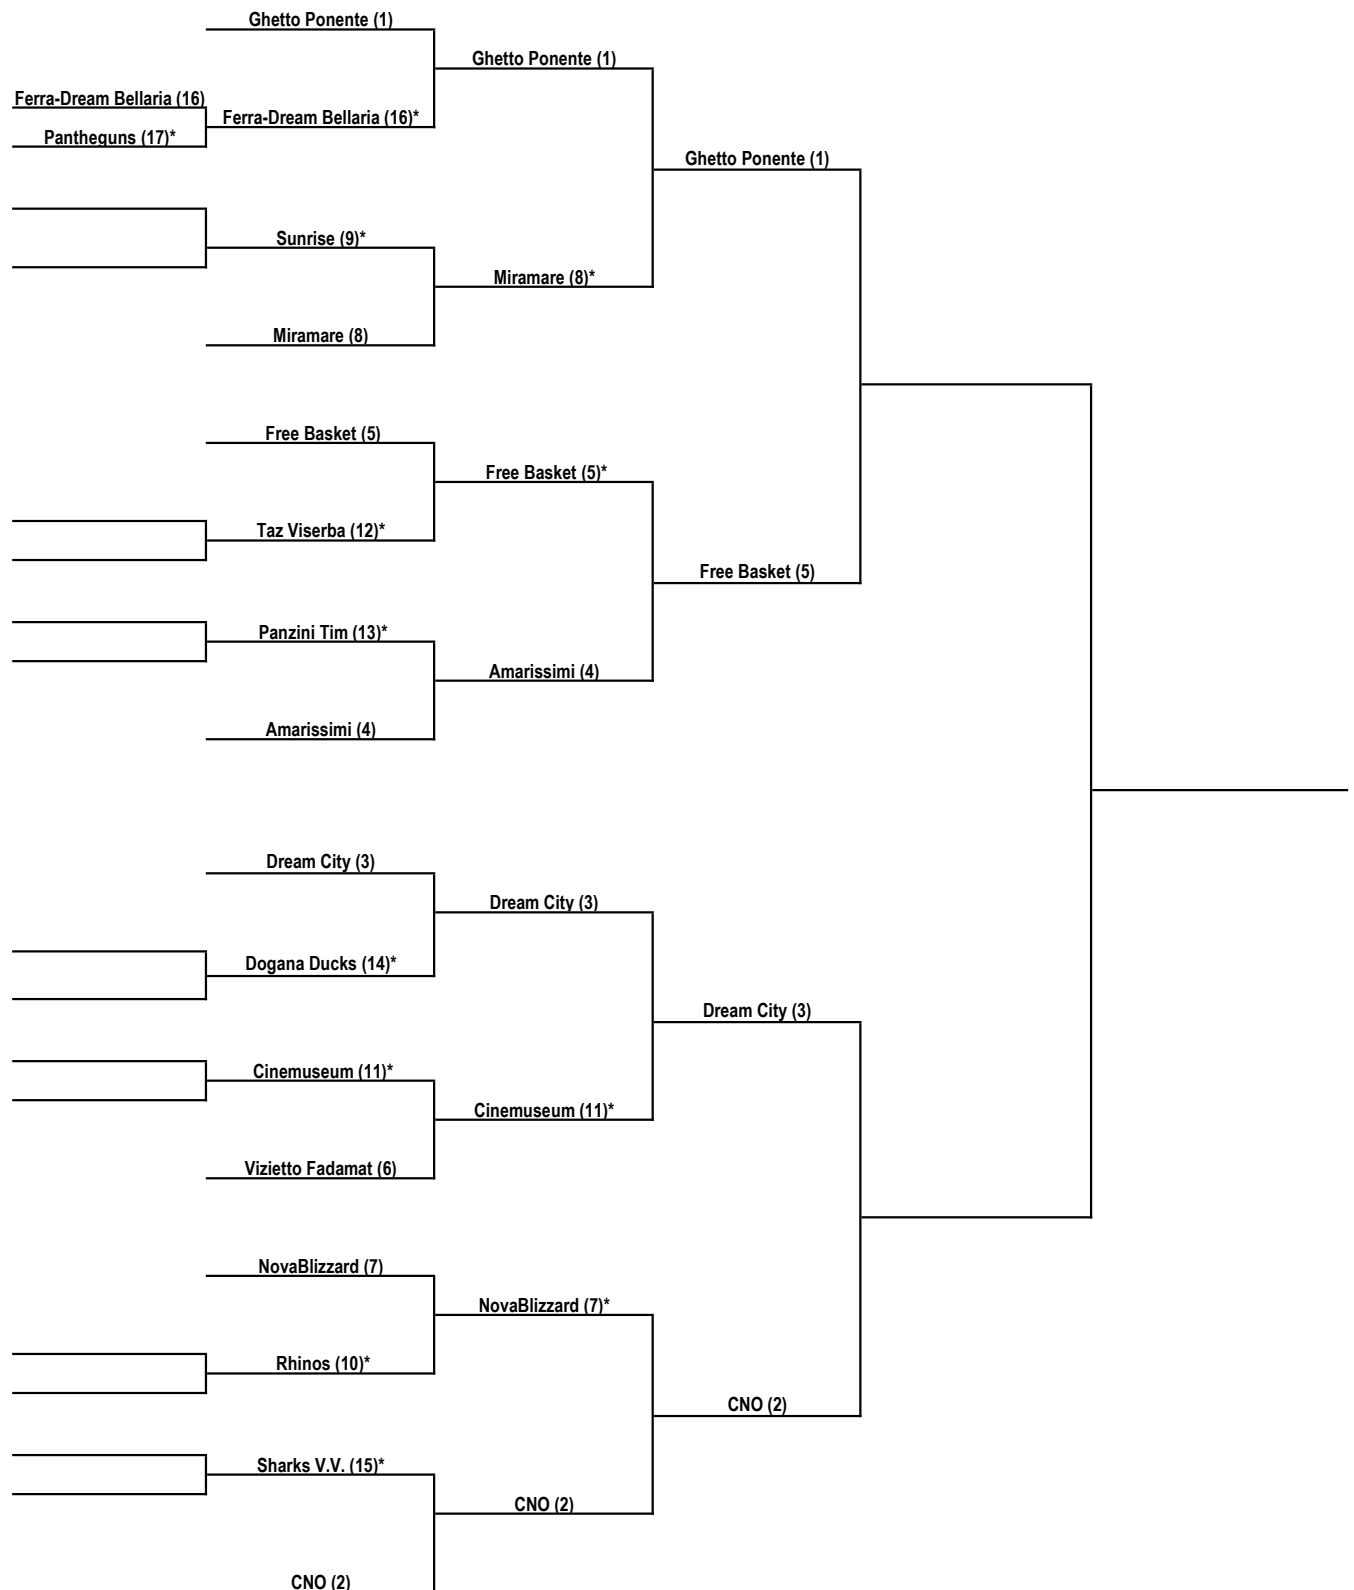 Ghetto Ponente (1)
Ghetto Ponente (1)
Ferra-Dream Bellaria (16)
Ferra-Dream Bellaria (16)*
Pantheguns (17)*
Ghetto Ponente (1)
Sunrise (9)*
Miramare (8)*
Miramare (8)
Free Basket (5)
Free Basket (5)*
Taz Viserba (12)*
Free Basket (5)
Panzini Tim (13)*
Amarissimi (4)
Amarissimi (4)
Dream City (3)
Dream City (3)
Dogana Ducks (14)*
Dream City (3)
Cinemuseum (11)*
Cinemuseum (11)*
Vizietto Fadamat (6)
NovaBlizzard (7)
NovaBlizzard (7)*
Rhinos (10)*
CNO (2)
Sharks V.V. (15)*
CNO (2)
CNO (2)